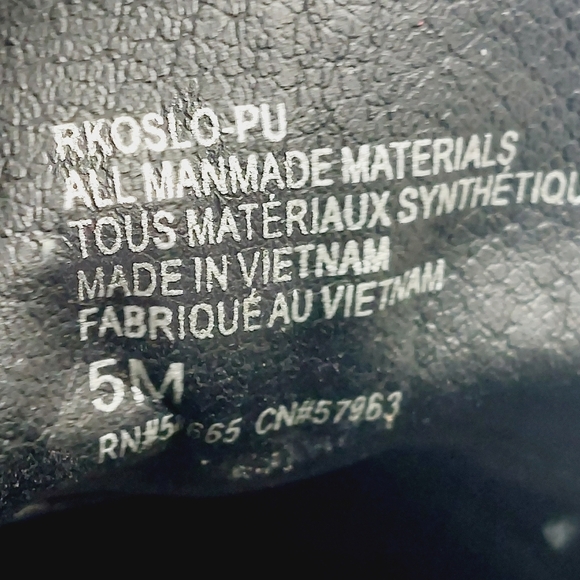 RKOSLO-PU
ALL MANMADE MATERIALS
TOUS MATÉRIAUX SYNTHÉTIQU
MADE IN VIETNAM
FABRIQUÉ AU VIETNAM
5M
CN#57963